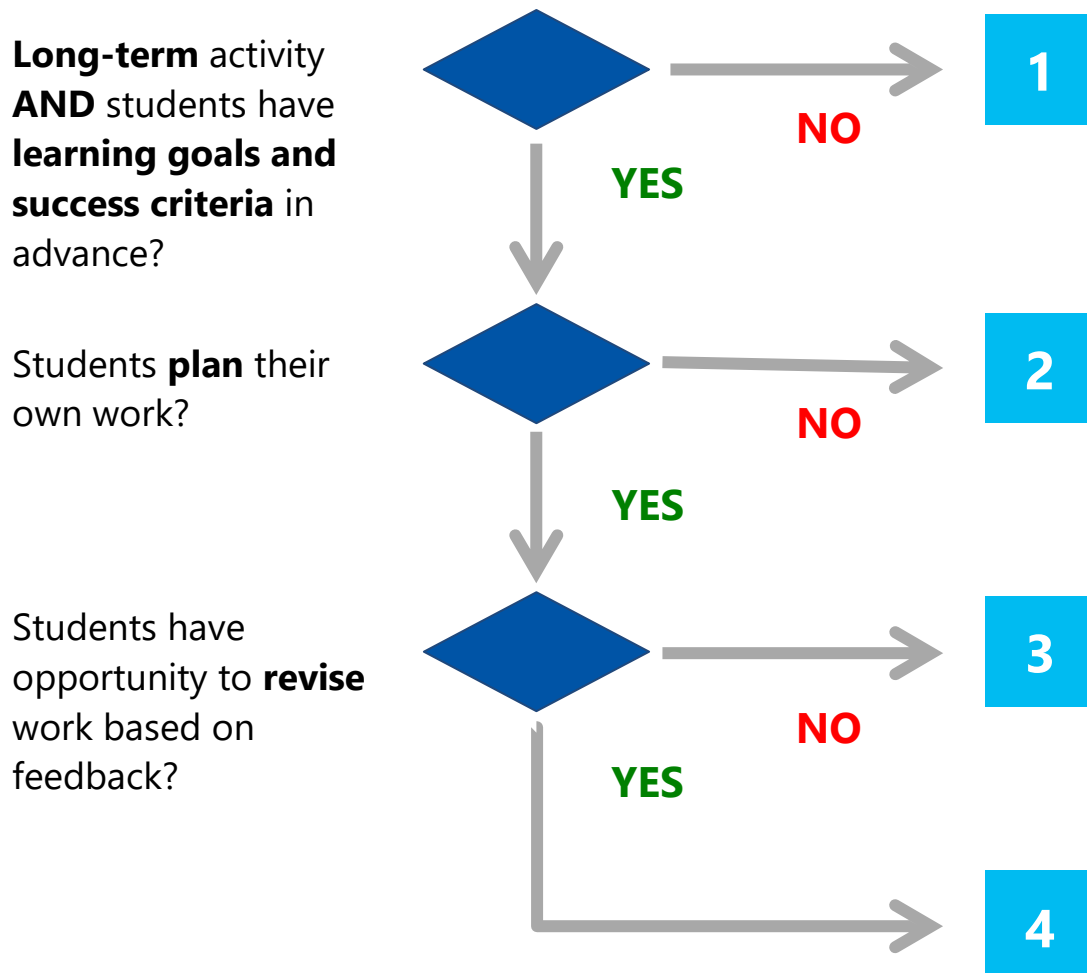 Long-term activity
AND students have
learning goals and
success criteria in
advance?
1
NO
YES
Students plan their
own work?
2
NO
YES
Students have
opportunity to revise
work based on
feedback?
3
NO
YES
4